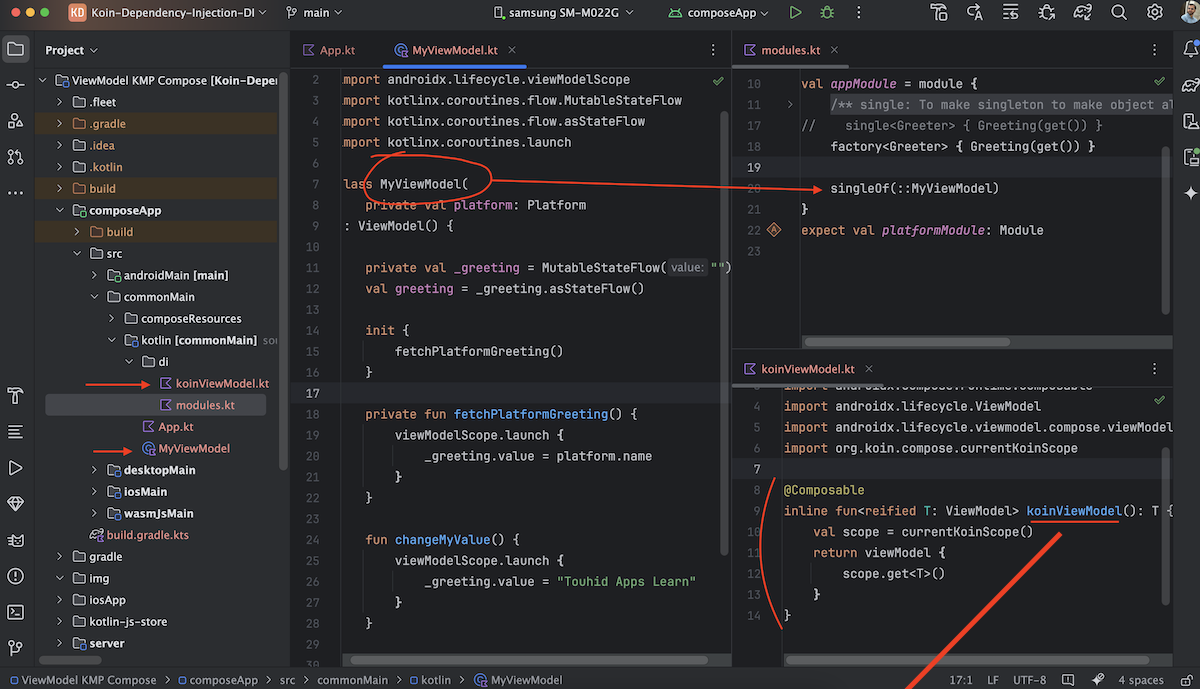 KD Koin-Dependency-Injection-DI main samsung SM-M022G composeApp
Project
ViewModel KMP Compose [Koin-Depe
.fleet
.gradle
.idea
.kotlin
build
composeApp
build
src
androidMain [main]
commonMain
composeResources
kotlin [commonMain] sou
di
koinViewModel.kt
modules.kt
App.kt
MyViewModel
desktopMain
iosMain
wasmJsMain
build.gradle.kts
gradle
img
iosApp
kotlin-js-store
server
App.kt MyViewModel.kt
2 mport androidx.lifecycle.viewModelScope
3 mport kotlinx.coroutines.flow.MutableStateFlow
4 mport kotlinx.coroutines.flow.asStateFlow
5 mport kotlinx.coroutines.launch
6
7 lass MyViewModel(
8 private val platform: Platform
9 : ViewModel() {
10
11 private val _greeting = MutableStateFlow( value: "")
12 val greeting = _greeting.asStateFlow()
13
14 init {
15 fetchPlatformGreeting()
16 }
17
18 private fun fetchPlatformGreeting() {
19 viewModelScope.launch {
20 _greeting.value = platform.name
21 }
22 }
23
24 fun changeMyValue() {
25 viewModelScope.launch {
26 _greeting.value = "Touhid Apps Learn"
27 }
28 }
29
30
modules.kt
10 val appModule = module {
11 /** single: To make singleton to make object al
17 // single<Greeter> { Greeting(get()) }
18 factory<Greeter> { Greeting(get()) }
19
20 singleOf(::MyViewModel)
21 }
22 expect val platformModule: Module
23
koinViewModel.kt
3 import androidx.compose.runtime.Composable
4 import androidx.lifecycle.ViewModel
5 import androidx.lifecycle.viewmodel.compose.viewModel
6 import org.koin.compose.currentKoinScope
7
8 @Composable
9 inline fun<reified T: ViewModel> koinViewModel(): T {
10 val scope = currentKoinScope()
11 return viewModel {
12 scope.get<T>()
13 }
14 }
ViewModel KMP Compose > composeApp > src > commonMain > kotlin > MyViewModel 17:1 LF UTF-8 4 spaces